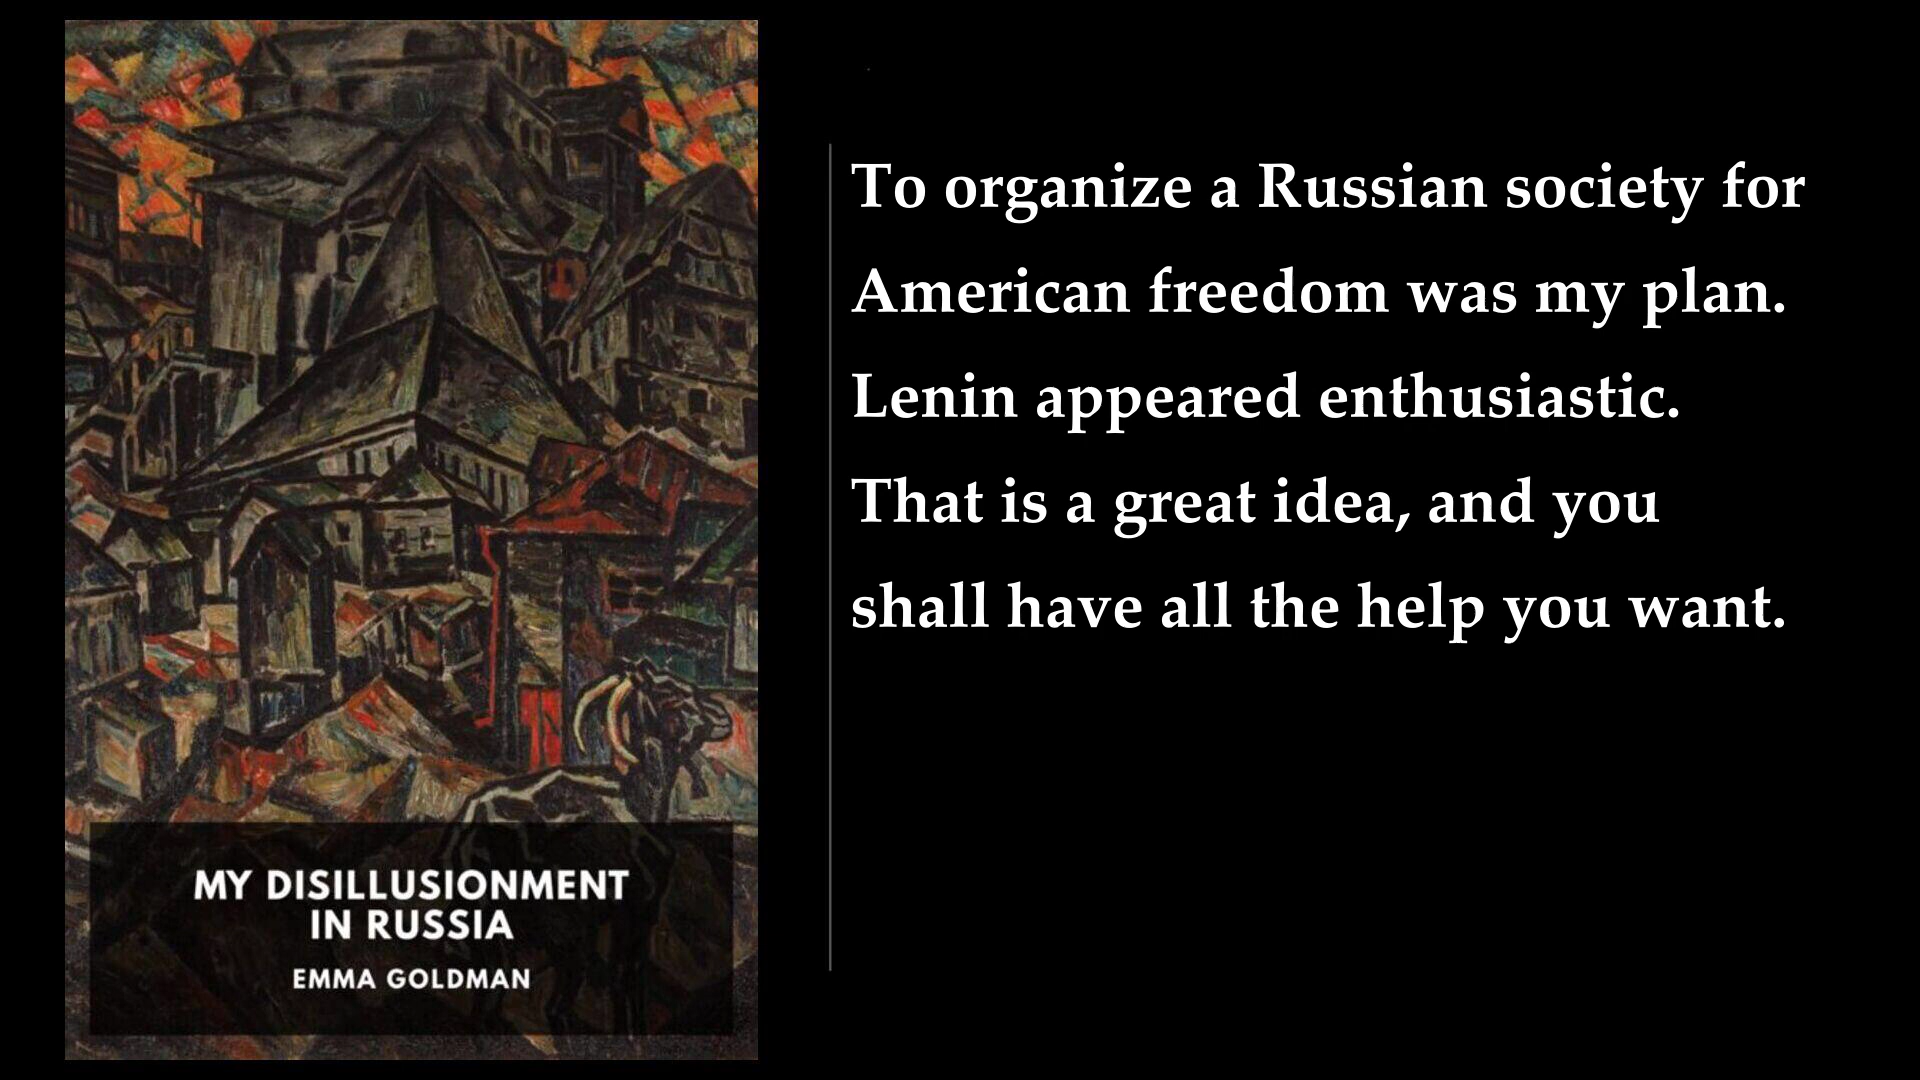 To organize a Russian society for
American freedom was my plan.
Lenin appeared enthusiastic.
That is a great idea, and you
shall have all the help you want.
MY DISILLUSIONMENT
IN RUSSIA
EMMA GOLDMAN